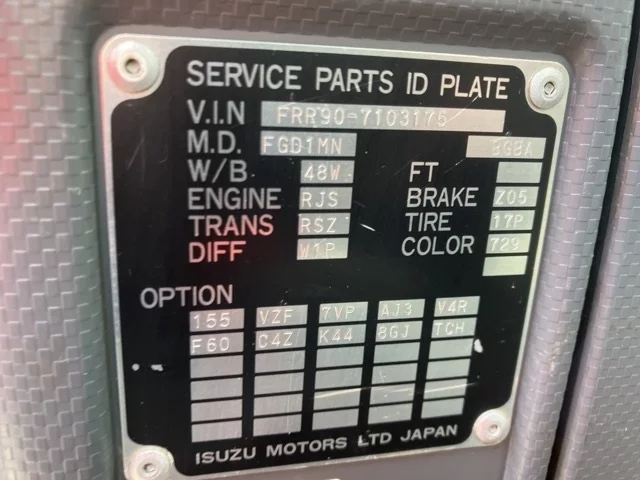 SERVICE PARTS ID PLATE
V.I.N FRR90-7103175
M.D. FGD1MN BGBA
W/B 48W FT
ENGINE RJS BRAKE Z05
TRANS RSZ TIRE 17P
DIFF W1P COLOR 729
OPTION
155 VZF 7VP AJ3 V4R
F60 C4Z K44 8GJ TCH
ISUZU MOTORS LTD JAPAN